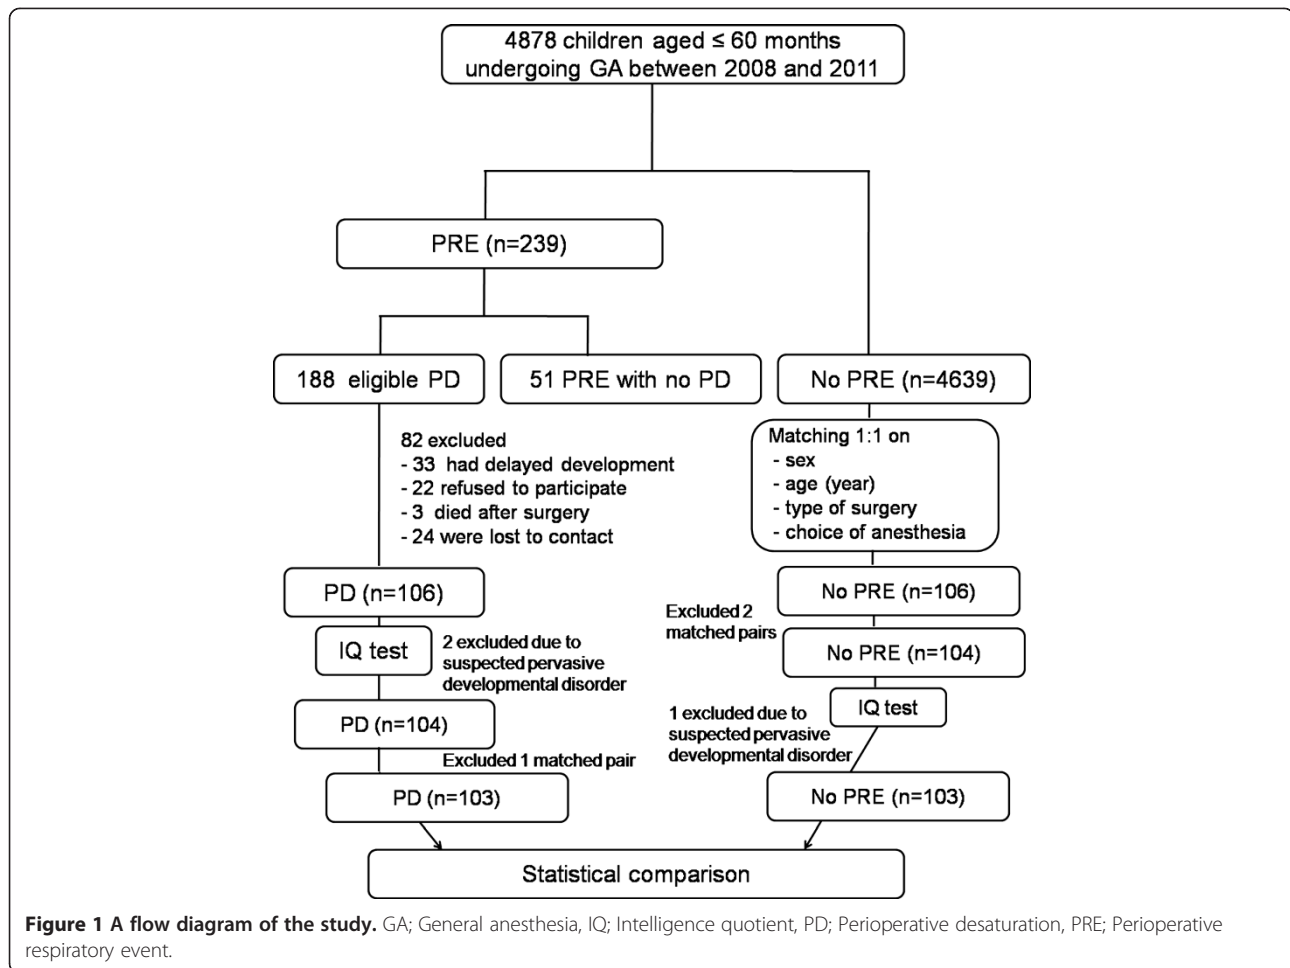 4878 children aged ≤ 60 months
undergoing GA between 2008 and 2011
PRE (n=239)
188 eligible PD
51 PRE with no PD
No PRE (n=4639)
82 excluded
- 33 had delayed development
- 22 refused to participate
- 3 died after surgery
- 24 were lost to contact
Matching 1:1 on
- sex
- age (year)
- type of surgery
- choice of anesthesia
PD (n=106)
No PRE (n=106)
Excluded 2
matched pairs
IQ test
2 excluded due to
suspected pervasive
developmental disorder
No PRE (n=104)
PD (n=104)
IQ test
1 excluded due to
suspected pervasive
developmental disorder
Excluded 1 matched pair
PD (n=103)
No PRE (n=103)
Statistical comparison
Figure 1 A flow diagram of the study. GA; General anesthesia, IQ; Intelligence quotient, PD; Perioperative desaturation, PRE; Perioperative
respiratory event.